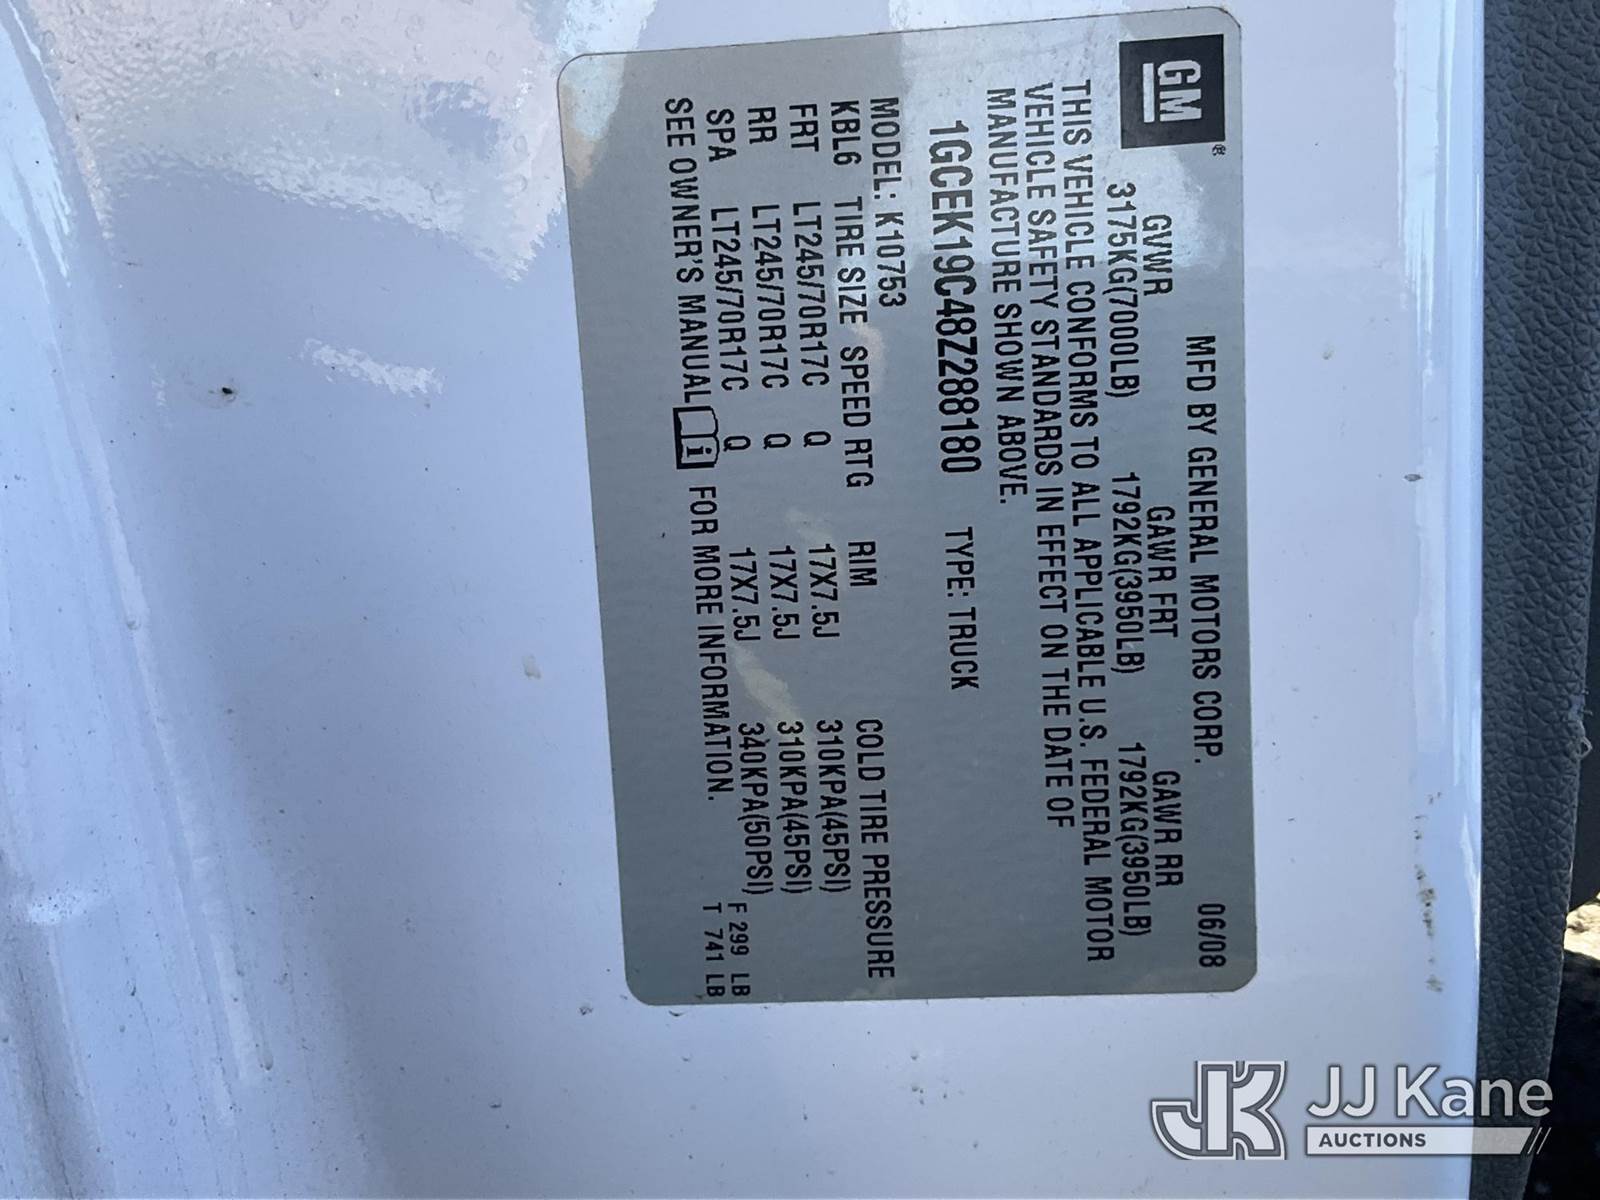 GM®
MFD BY GENERAL MOTORS CORP. 06/08
GVWR GAWR FRT GAWR RR
3175KG(7000LB) 1792KG(3950LB) 1792KG(3950LB)
THIS VEHICLE CONFORMS TO ALL APPLICABLE U.S. FEDERAL MOTOR
VEHICLE SAFETY STANDARDS IN EFFECT ON THE DATE OF
MANUFACTURE SHOWN ABOVE.
1GCEK19C48Z288180 TYPE: TRUCK
MODEL: K10753
KBL6 TIRE SIZE SPEED RTG RIM COLD TIRE PRESSURE
FRT LT245/70R17C Q 17X7.5J 310KPA(45PSI)
RR LT245/70R17C Q 17X7.5J 310KPA(45PSI)
SPA LT245/70R17C Q 17X7.5J 340KPA(50PSI)
SEE OWNER'S MANUAL i FOR MORE INFORMATION.
F 299 LB
T 741 LB
JK JJ Kane
AUCTIONS